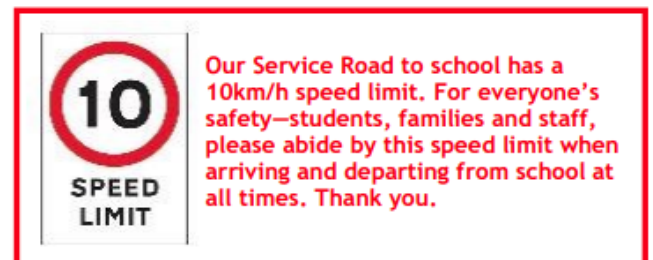 10
SPEED
LIMIT
Our Service Road to school has a
10km/h speed limit. For everyone’s
safety—students, families and staff,
please abide by this speed limit when
arriving and departing from school at
all times. Thank you.